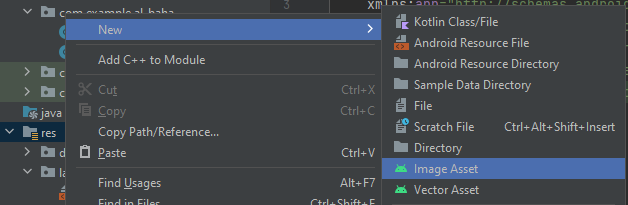 com.example.al-baha
3
xmlns:app="http://schemas.android
New
Kotlin Class/File
Android Resource File
Add C++ to Module
Android Resource Directory
Sample Data Directory
Cut Ctrl+X
File
Copy Ctrl+C
Scratch File Ctrl+Alt+Shift+Insert
java
Copy Path/Reference...
Directory
res
Paste Ctrl+V
Image Asset
Find Usages Alt+F7
Vector Asset
Find in Files Ctrl+Shift+F